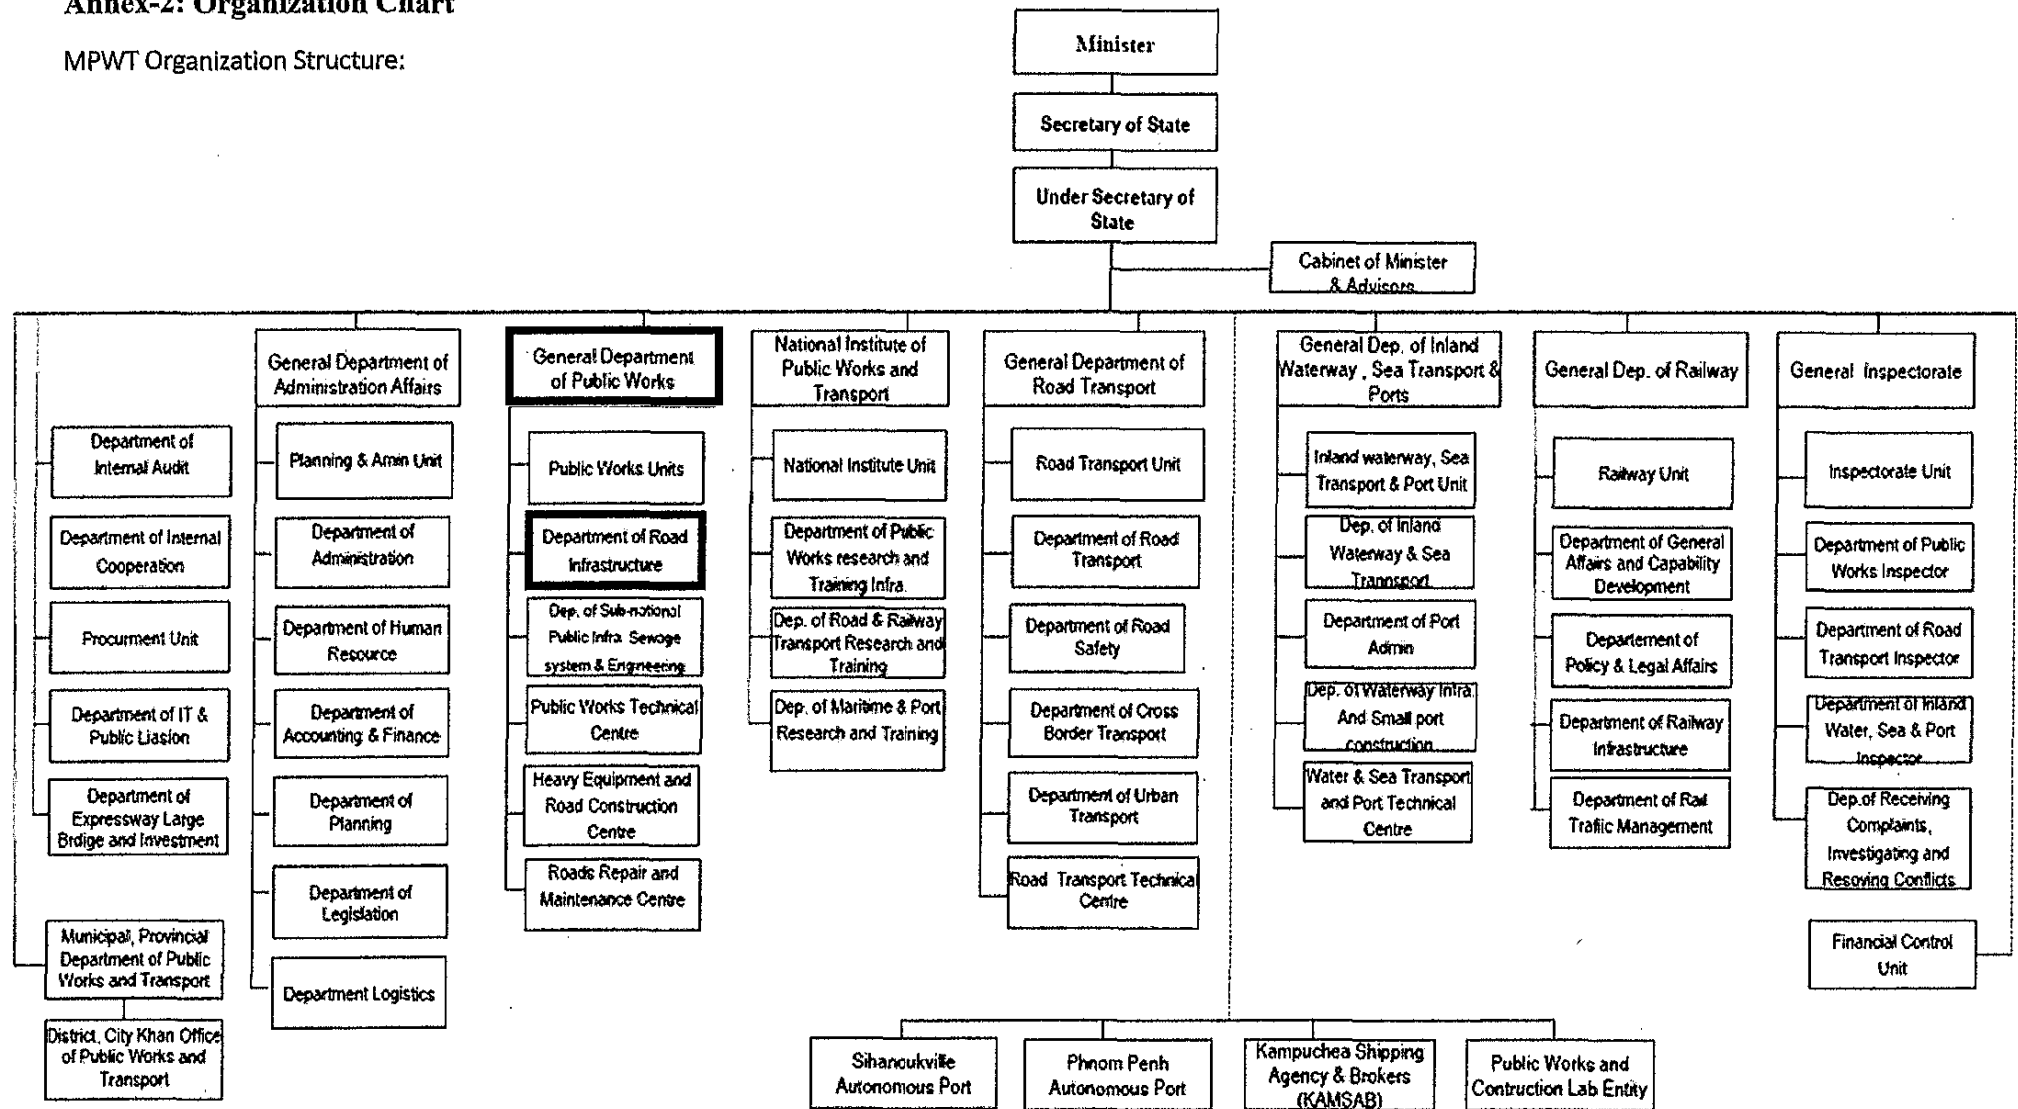 Annex-2: Organization Chart
MPWT Organization Structure:
Minister
Secretary of State
Under Secretary of
State
Cabinet of Minister
& Advisors
General Department of
Administration Affairs
General Department
of Public Works
National Institute of
Public Works and
Transport
General Department of
Road Transport
General Dep. of Inland
Waterway , Sea Transport &
Ports
General Dep. of Railway
General Inspectorate
Department of
Internal Audit
Department of Internal
Cooperation
Procurment Unit
Department of IT &
Public Liasion
Department of
Expressway Large
Brdige and Investment
Municipal, Provincial
Department of Public
Works and Transport
District, City Khan Office
of Public Works and
Transport
Planning & Amin Unit
Department of
Administration
Department of Human
Resource
Department of
Accounting & Finance
Department of
Planning
Department of
Legislation
Department Logistics
Public Works Units
Department of Road
Infrastructure
Dep. of Sub-national
Public Infra. Sewage
system & Engineering
Public Works Technical
Centre
Heavy Equipment and
Road Construction
Centre
Roads Repair and
Maintenance Centre
National Institute Unit
Department of Public
Works research and
Training Infra.
Dep. of Road & Railway
Transport Research and
Training
Dep. of Maritime & Port
Research and Training
Road Transport Unit
Department of Road
Transport
Department of Road
Safety
Department of Cross
Border Transport
Department of Urban
Transport
Road Transport Technical
Centre
Inland waterway, Sea
Transport & Port Unit
Dep. of Inland
Waterway & Sea
Trannsport
Department of Port
Admin
Dep. of Waterway Infra.
And Small port
construction
Water & Sea Transport
and Port Technical
Centre
Railway Unit
Department of General
Affairs and Capability
Development
Departement of
Policy & Legal Affairs
Department of Railway
Infrastructure
Department of Rail
Traffic Management
Inspectorate Unit
Department of Public
Works Inspector
Department of Road
Transport Inspector
Department of Inland
Water, Sea & Port
Inspector
Dep.of Receiving
Complaints,
Investigating and
Resoving Conflicts
Financial Control
Unit
Sihanoukville
Autonomous Port
Phnom Penh
Autonomous Port
Kampuchea Shipping
Agency & Brokers
(KAMSAB)
Public Works and
Contruction Lab Entity